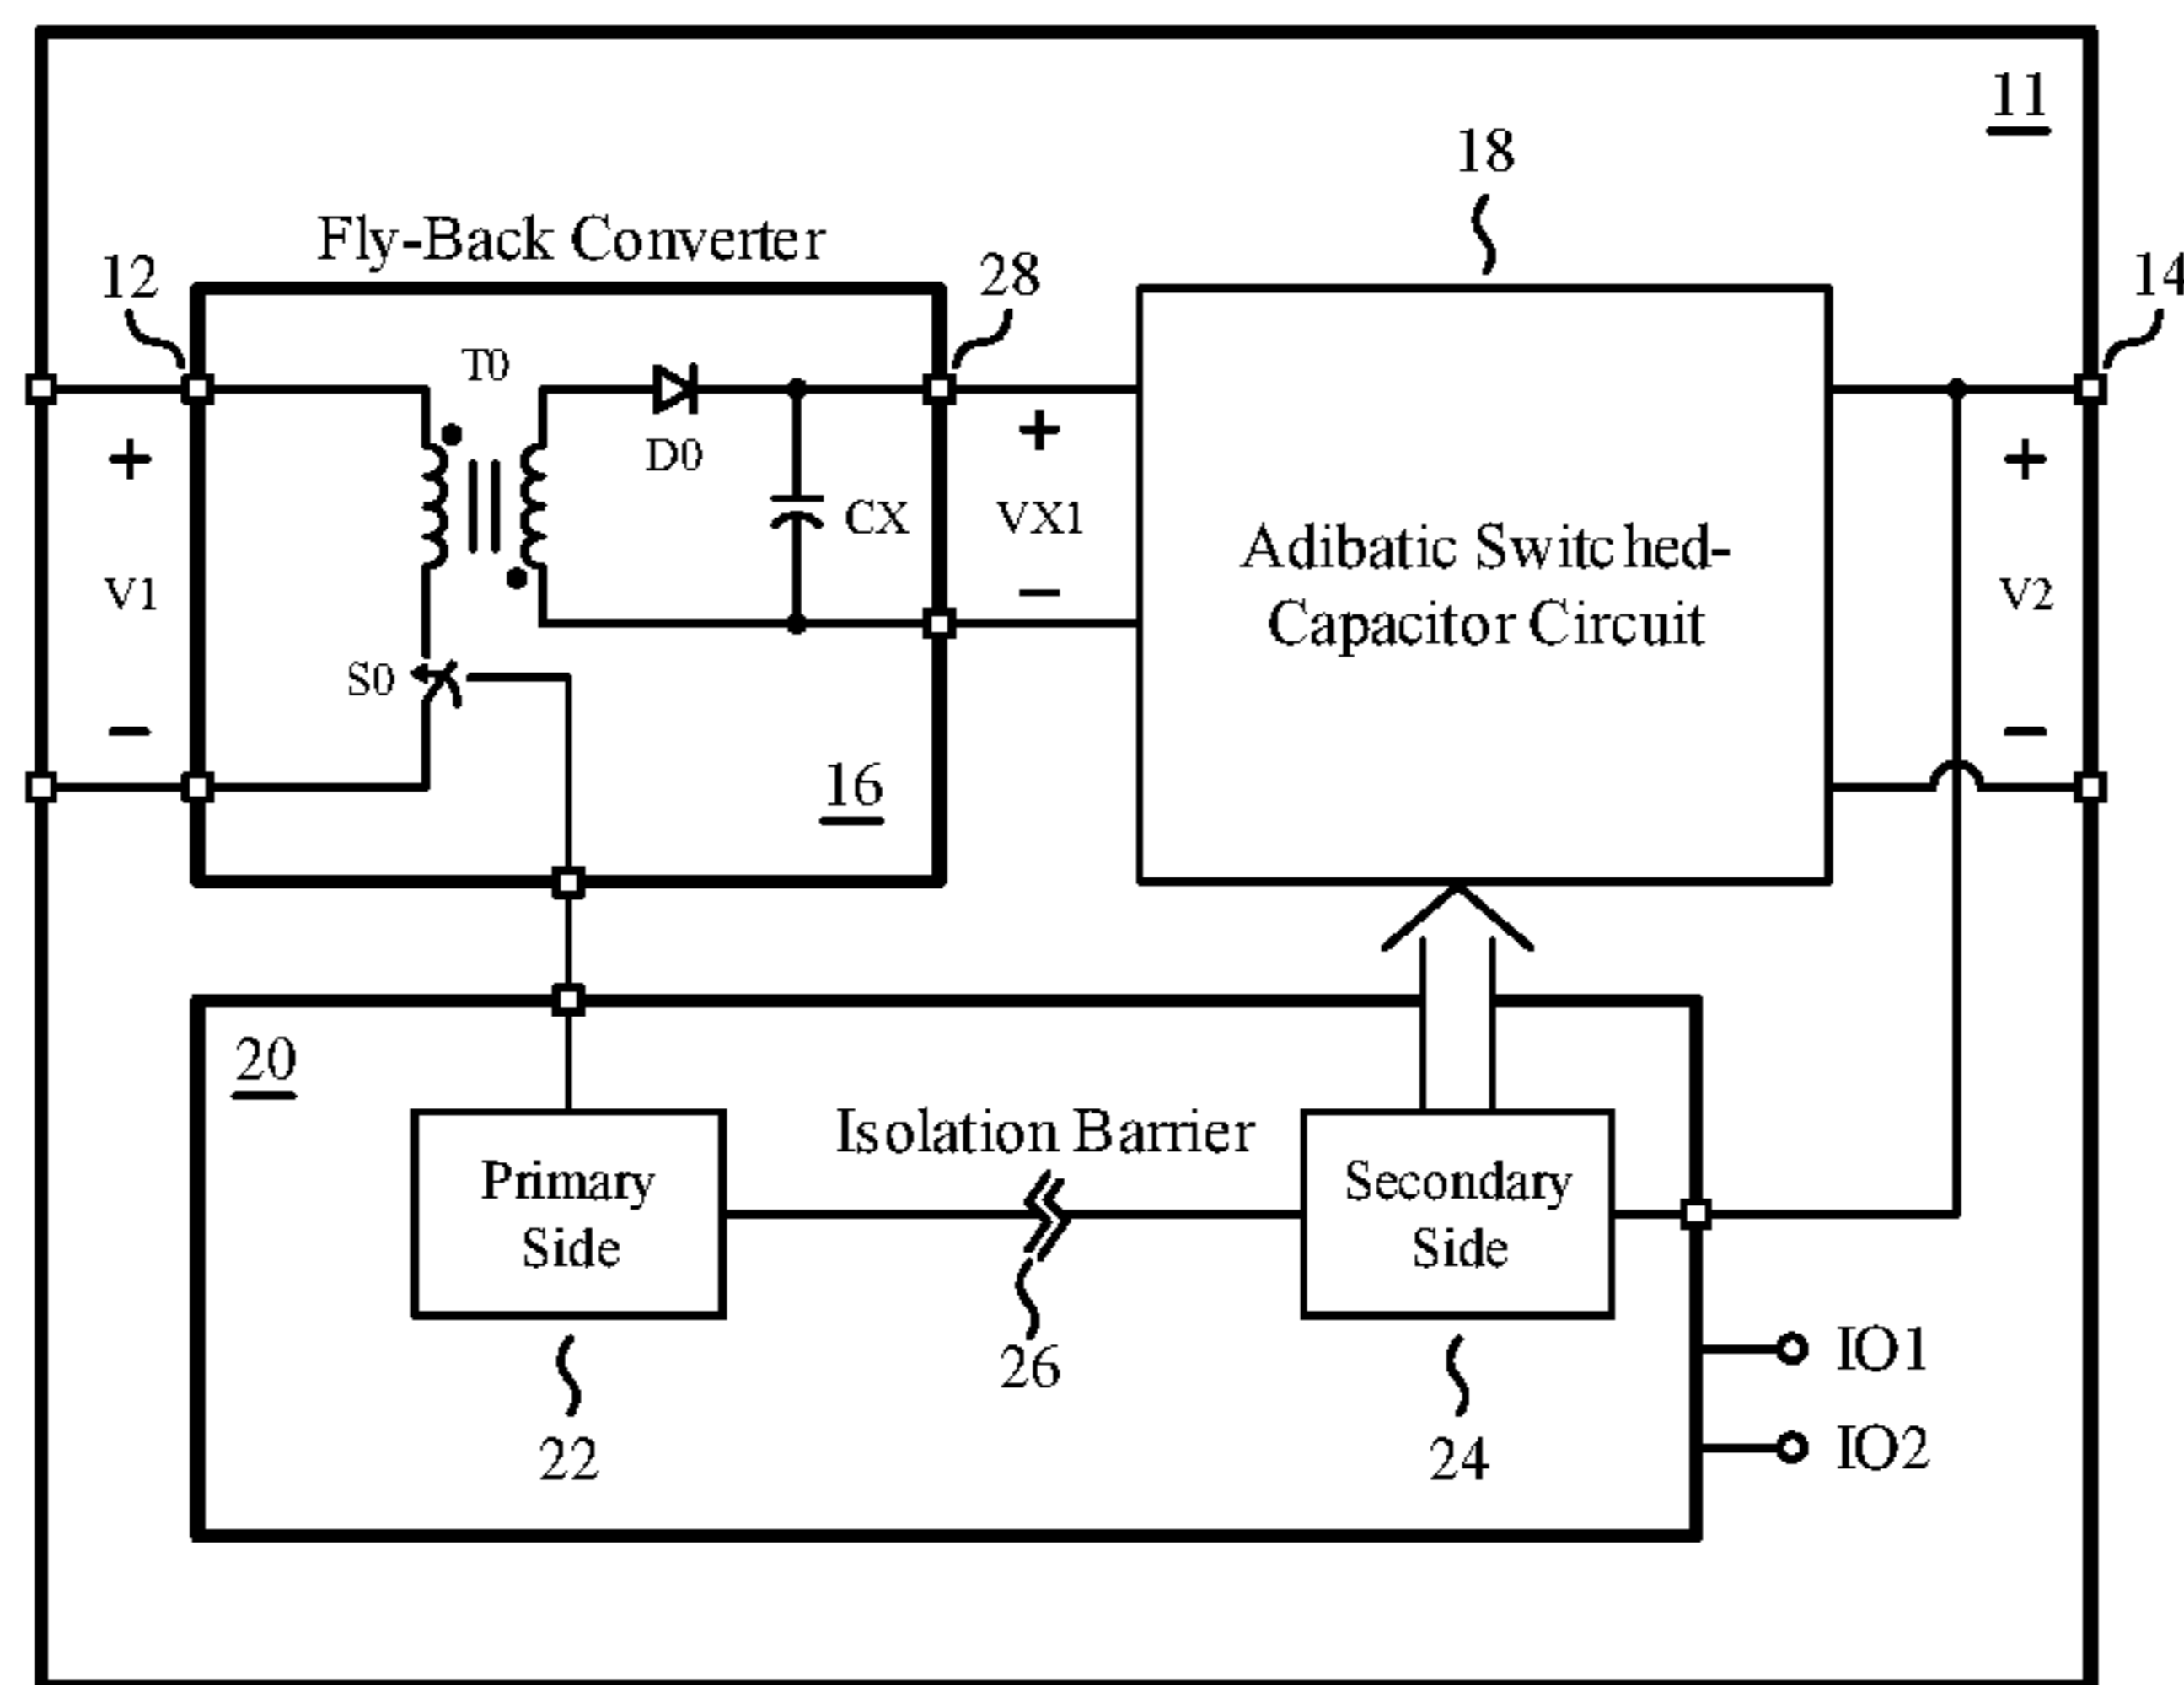 11
18
Fly-Back Converter
12
28
14
T0
D0
+
+
+
CX
VX1
V1
V2
Adibatic Switched-
Capacitor Circuit
−
S0
−
−
16
20
Isolation Barrier
Primary
Side
Secondary
Side
26
IO1
22
24
IO2